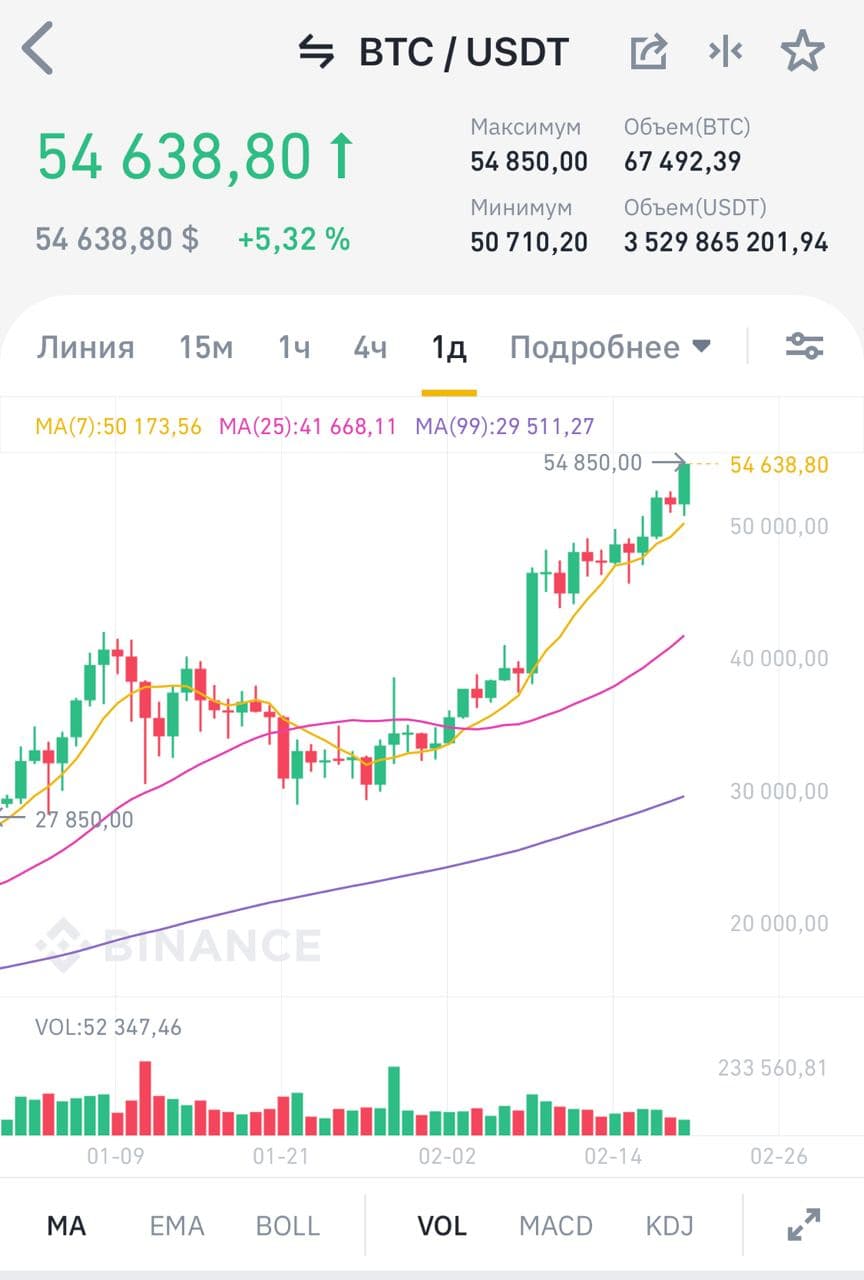 BTC / USDT
54 638,80
54 638,80 $ +5,32 %
Максимум Объем(BTC)
54 850,00 67 492,39
Минимум Объем(USDT)
50 710,20 3 529 865 201,94
Линия 15м 1ч 4ч 1д Подробнее
MA(7):50 173,56 MA(25):41 668,11 MA(99):29 511,27
54 850,00 54 638,80
50 000,00
40 000,00
30 000,00
27 850,00
20 000,00
BINANCE
VOL:52 347,46
233 560,81
01-09 01-21 02-02 02-14 02-26
MA EMA BOLL VOL MACD KDJ